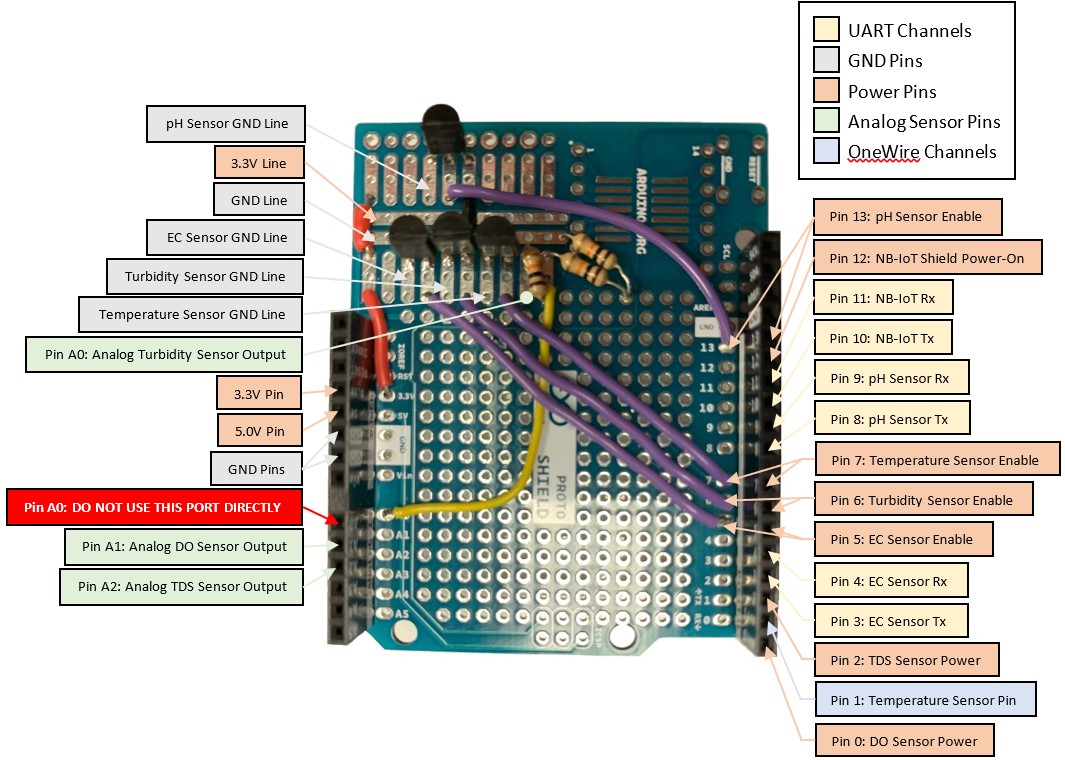 UART Channels
GND Pins
Power Pins
Analog Sensor Pins
OneWire Channels
pH Sensor GND Line
3.3V Line
GND Line
EC Sensor GND Line
Turbidity Sensor GND Line
Temperature Sensor GND Line
Pin A0: Analog Turbidity Sensor Output
3.3V Pin
5.0V Pin
GND Pins
Pin A0: DO NOT USE THIS PORT DIRECTLY
Pin A1: Analog DO Sensor Output
Pin A2: Analog TDS Sensor Output
1
14
GND
RESET
SCL
IOREF
RST
3.3V
5V
GND
Vin
A1
A2
A3
A4
A5
PROTO
SHIELD
ICSP
GND
13
12
11
10
9
8
7
4
3
2
TX 1
RX 0
Pin 13: pH Sensor Enable
Pin 12: NB-IoT Shield Power-On
Pin 11: NB-IoT Rx
Pin 10: NB-IoT Tx
Pin 9: pH Sensor Rx
Pin 8: pH Sensor Tx
Pin 7: Temperature Sensor Enable
Pin 6: Turbidity Sensor Enable
Pin 5: EC Sensor Enable
Pin 4: EC Sensor Rx
Pin 3: EC Sensor Tx
Pin 2: TDS Sensor Power
Pin 1: Temperature Sensor Pin
Pin 0: DO Sensor Power